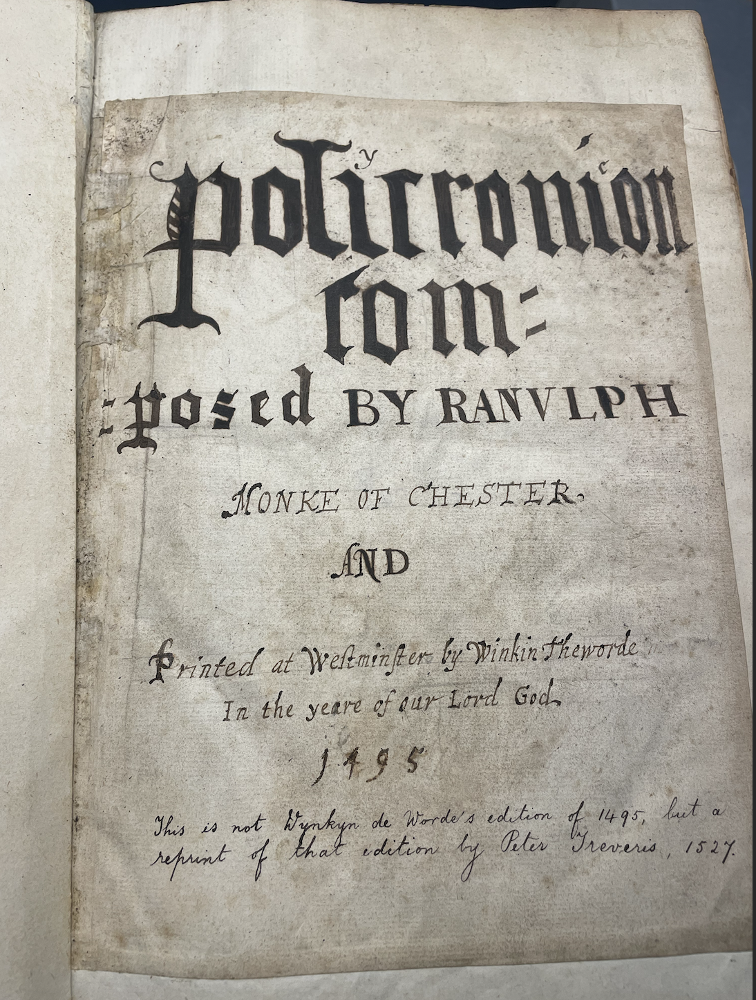 y c
policronicon
com=
=posed BY RANVLPH
MONKE OF CHESTER.
AND
Printed at Weſtminſter by Winkin Theworde
In the yeare of our Lord God,
1495
This is not Wynkyn de Worde's edition of 1495, but a
reprint of that edition by Peter Treveris, 1527.